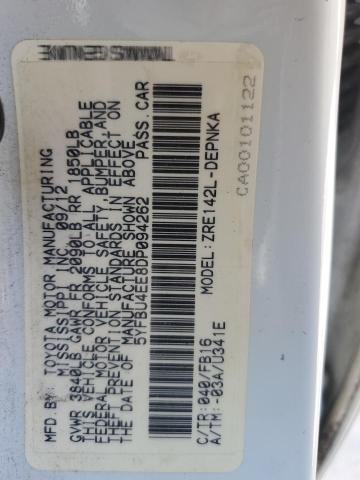 MFD BY: TOYOTA MOTOR MANUFACTURING
MISSISSIPPI INC. 09/12
GVWR 3840LB GAWR FR 2090LB RR 1850LB
THIS VEHICLE CONFORMS TO ALL APPLICABLE
FEDERAL MOTOR VEHICLE SAFETY, BUMPER, AND
THEFT PREVENTION STANDARDS IN EFFECT ON
THE DATE OF MANUFACTURE SHOWN ABOVE.
5YFBU4EE8DP094262 PASS.CAR
C/TR:040/FB16 MODEL:ZRE142L-DEPNKA
A/TM:-03A/U341E
CA00101122